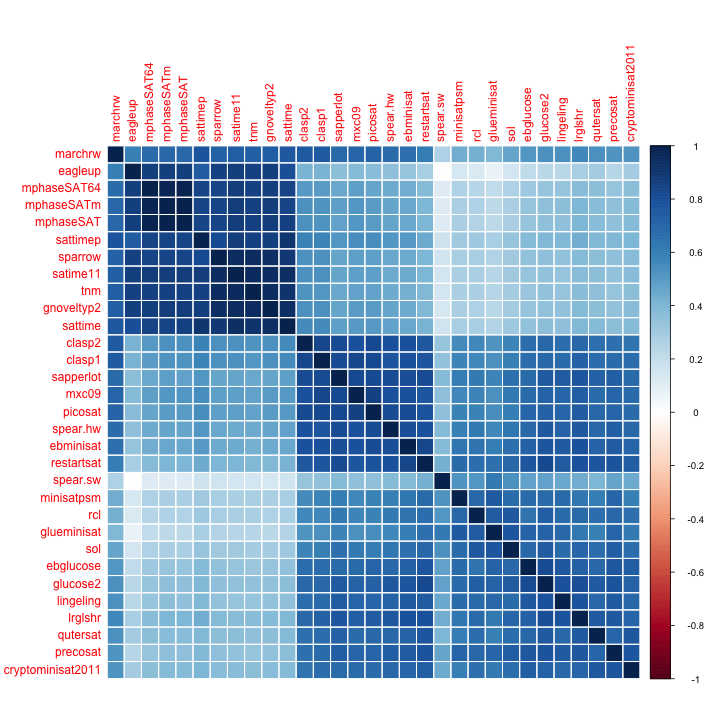 marchrw
eagleup
mphaseSAT64
mphaseSATm
mphaseSAT
sattimep
sparrow
satime11
tnm
gnoveltyp2
sattime
clasp2
clasp1
sapperlot
mxc09
picosat
spear.hw
ebminisat
restartsat
spear.sw
minisatpsm
rcl
glueminisat
sol
ebglucose
glucose2
lingeling
lrglshr
qutersat
precosat
cryptominisat2011
marchrw
eagleup
mphaseSAT64
mphaseSATm
mphaseSAT
sattimep
sparrow
satime11
tnm
gnoveltyp2
sattime
clasp2
clasp1
sapperlot
mxc09
picosat
spear.hw
ebminisat
restartsat
spear.sw
minisatpsm
rcl
glueminisat
sol
ebglucose
glucose2
lingeling
lrglshr
qutersat
precosat
cryptominisat2011
1
0.8
0.6
0.4
0.2
0
-0.2
-0.4
-0.6
-0.8
-1